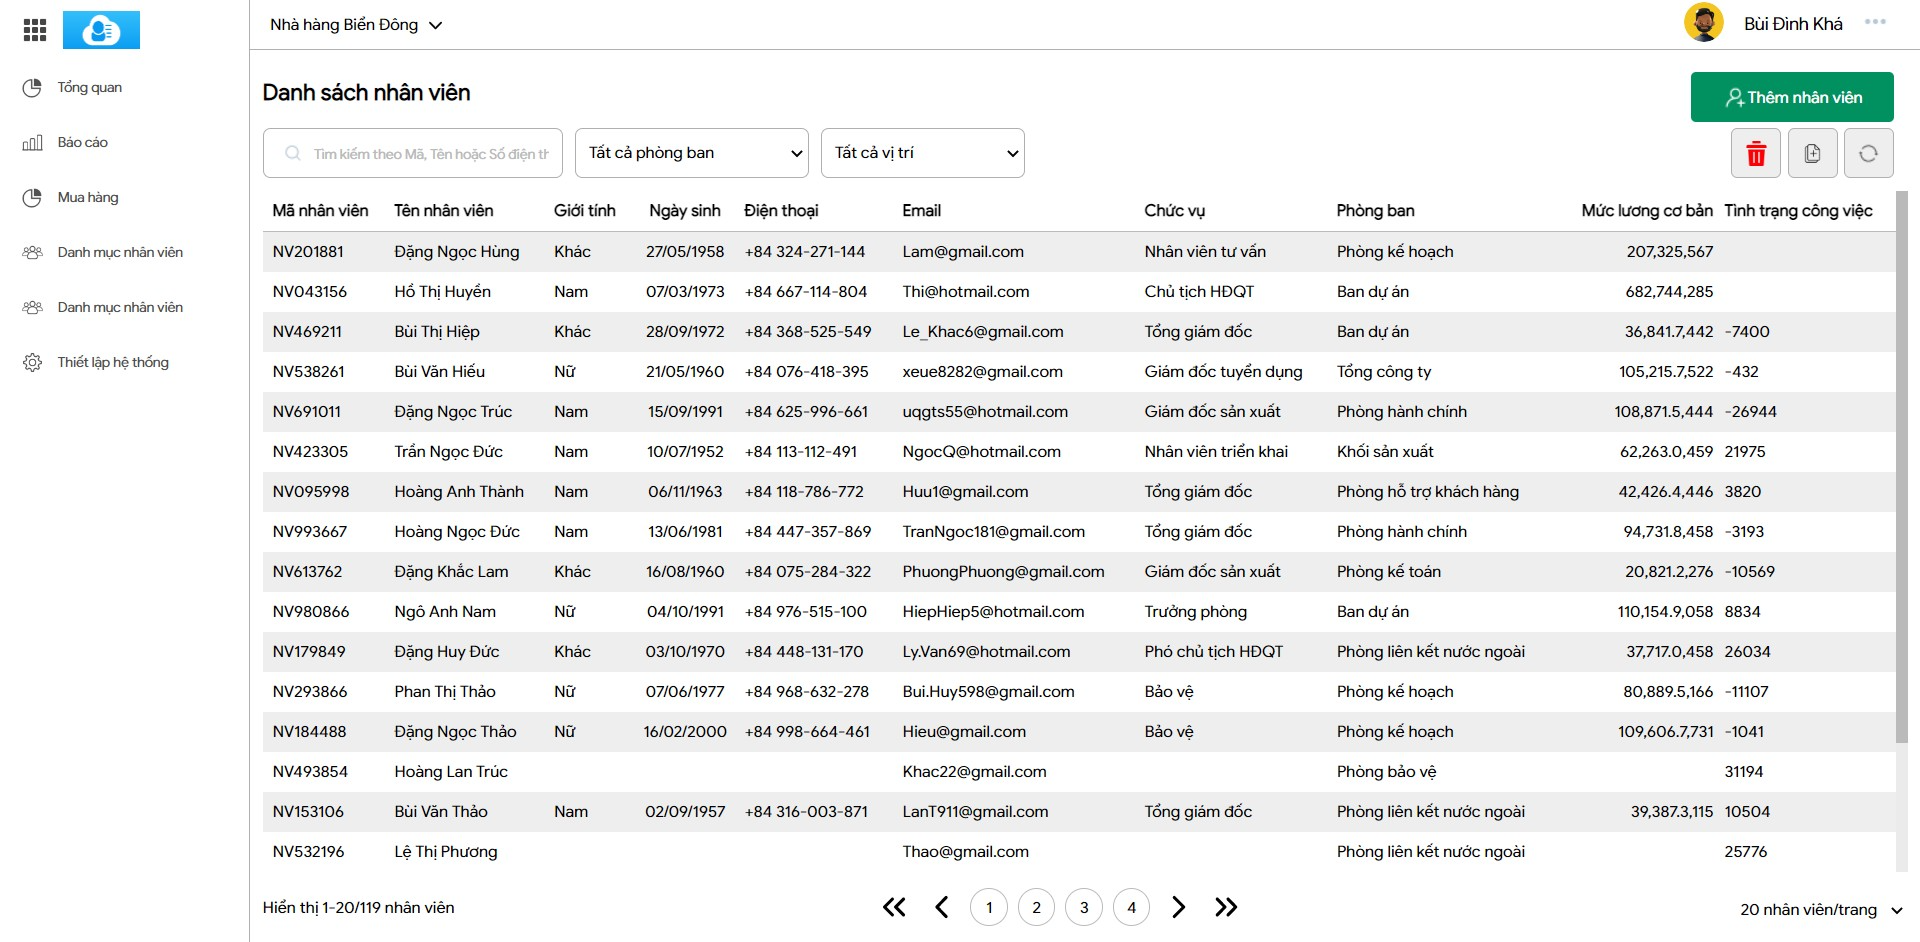 Nhà hàng Biển Đông
Bùi Đình Khá
Tổng quan
Báo cáo
Mua hàng
Danh mục nhân viên
Danh mục nhân viên
Thiết lập hệ thống
Danh sách nhân viên
Thêm nhân viên
Tìm kiếm theo Mã, Tên hoặc Số điện th
Tất cả phòng ban
Tất cả vị trí
Mã nhân viên Tên nhân viên Giới tính Ngày sinh Điện thoại Email Chức vụ Phòng ban Mức lương cơ bản Tình trạng công việc
NV201881 Đặng Ngọc Hùng Khác 27/05/1958 +84 324-271-144 Lam@gmail.com Nhân viên tư vấn Phòng kế hoạch 207,325,567
NV043156 Hồ Thị Huyền Nam 07/03/1973 +84 667-114-804 Thi@hotmail.com Chủ tịch HĐQT Ban dự án 682,744,285
NV469211 Bùi Thị Hiệp Khác 28/09/1972 +84 368-525-549 Le_Khac6@gmail.com Tổng giám đốc Ban dự án 36,841.7,442 -7400
NV538261 Bùi Văn Hiếu Nữ 21/05/1960 +84 076-418-395 xeue8282@gmail.com Giám đốc tuyển dụng Tổng công ty 105,215.7,522 -432
NV691011 Đặng Ngọc Trúc Nam 15/09/1991 +84 625-996-661 uqgts55@hotmail.com Giám đốc sản xuất Phòng hành chính 108,871.5,444 -26944
NV423305 Trần Ngọc Đức Nam 10/07/1952 +84 113-112-491 NgocQ@hotmail.com Nhân viên triển khai Khối sản xuất 62,263.0,459 21975
NV095998 Hoàng Anh Thành Nam 06/11/1963 +84 118-786-772 Huu1@gmail.com Tổng giám đốc Phòng hỗ trợ khách hàng 42,426.4,446 3820
NV993667 Hoàng Ngọc Đức Nam 13/06/1981 +84 447-357-869 TranNgoc181@gmail.com Tổng giám đốc Phòng hành chính 94,731.8,458 -3193
NV613762 Đặng Khắc Lam Khác 16/08/1960 +84 075-284-322 PhuongPhuong@gmail.com Giám đốc sản xuất Phòng kế toán 20,821.2,276 -10569
NV980866 Ngô Anh Nam Nữ 04/10/1991 +84 976-515-100 HiepHiep5@hotmail.com Trưởng phòng Ban dự án 110,154.9,058 8834
NV179849 Đặng Huy Đức Khác 03/10/1970 +84 448-131-170 Ly.Van69@hotmail.com Phó chủ tịch HĐQT Phòng liên kết nước ngoài 37,717.0,458 26034
NV293866 Phan Thị Thảo Nữ 07/06/1977 +84 968-632-278 Bui.Huy598@gmail.com Bảo vệ Phòng kế hoạch 80,889.5,166 -11107
NV184488 Đặng Ngọc Thảo Nữ 16/02/2000 +84 998-664-461 Hieu@gmail.com Bảo vệ Phòng kế hoạch 109,606.7,731 -1041
NV493854 Hoàng Lan Trúc Khac22@gmail.com Phòng bảo vệ 31194
NV153106 Bùi Văn Thảo Nam 02/09/1957 +84 316-003-871 LanT911@gmail.com Tổng giám đốc Phòng liên kết nước ngoài 39,387.3,115 10504
NV532196 Lệ Thị Phương Thao@gmail.com Phòng liên kết nước ngoài 25776
Hiển thị 1-20/119 nhân viên
1 2 3 4
20 nhân viên/trang